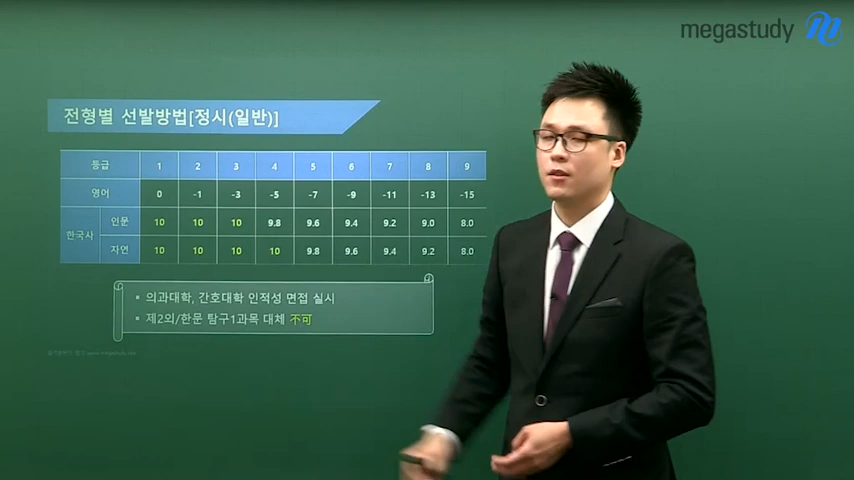 megastudy
전형별 선발방법[정시(일반)]
등급 1 2 3 4 5 6 7 8 9
영어 0 -1 -3 -5 -7 -9 -11 -13 -15
한국사 인문 10 10 10 9.8 9.6 9.4 9.2 9.0 8.0
자연 10 10 10 10 9.8 9.6 9.4 9.2 8.0
▪ 의과대학, 간호대학 인적성 면접 실시
▪ 제2외/한문 탐구1과목 대체 不可